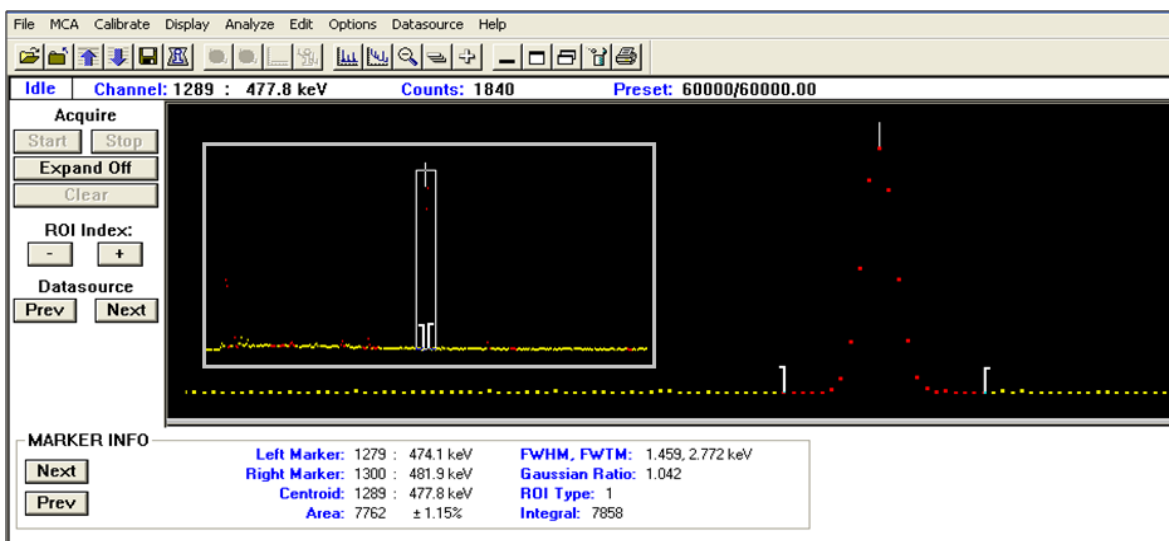 File MCA Calibrate Display Analyze Edit Options Datasource Help
Idle Channel: 1289 : 477.8 keV Counts: 1840 Preset: 60000/60000.00
Acquire
Start Stop
Expand Off
Clear
ROI Index:
- +
Datasource
Prev Next
MARKER INFO
Next
Prev
Left Marker: 1279 : 474.1 keV FWHM, FWTM: 1.459, 2.772 keV
Right Marker: 1300 : 481.9 keV Gaussian Ratio: 1.042
Centroid: 1289 : 477.8 keV ROI Type: 1
Area: 7762 ± 1.15% Integral: 7858